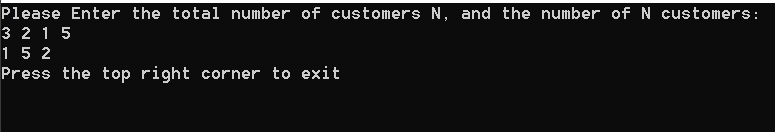 Please Enter the total number of customers N, and the number of N customers:
3 2 1 5
1 5 2
Press the top right corner to exit